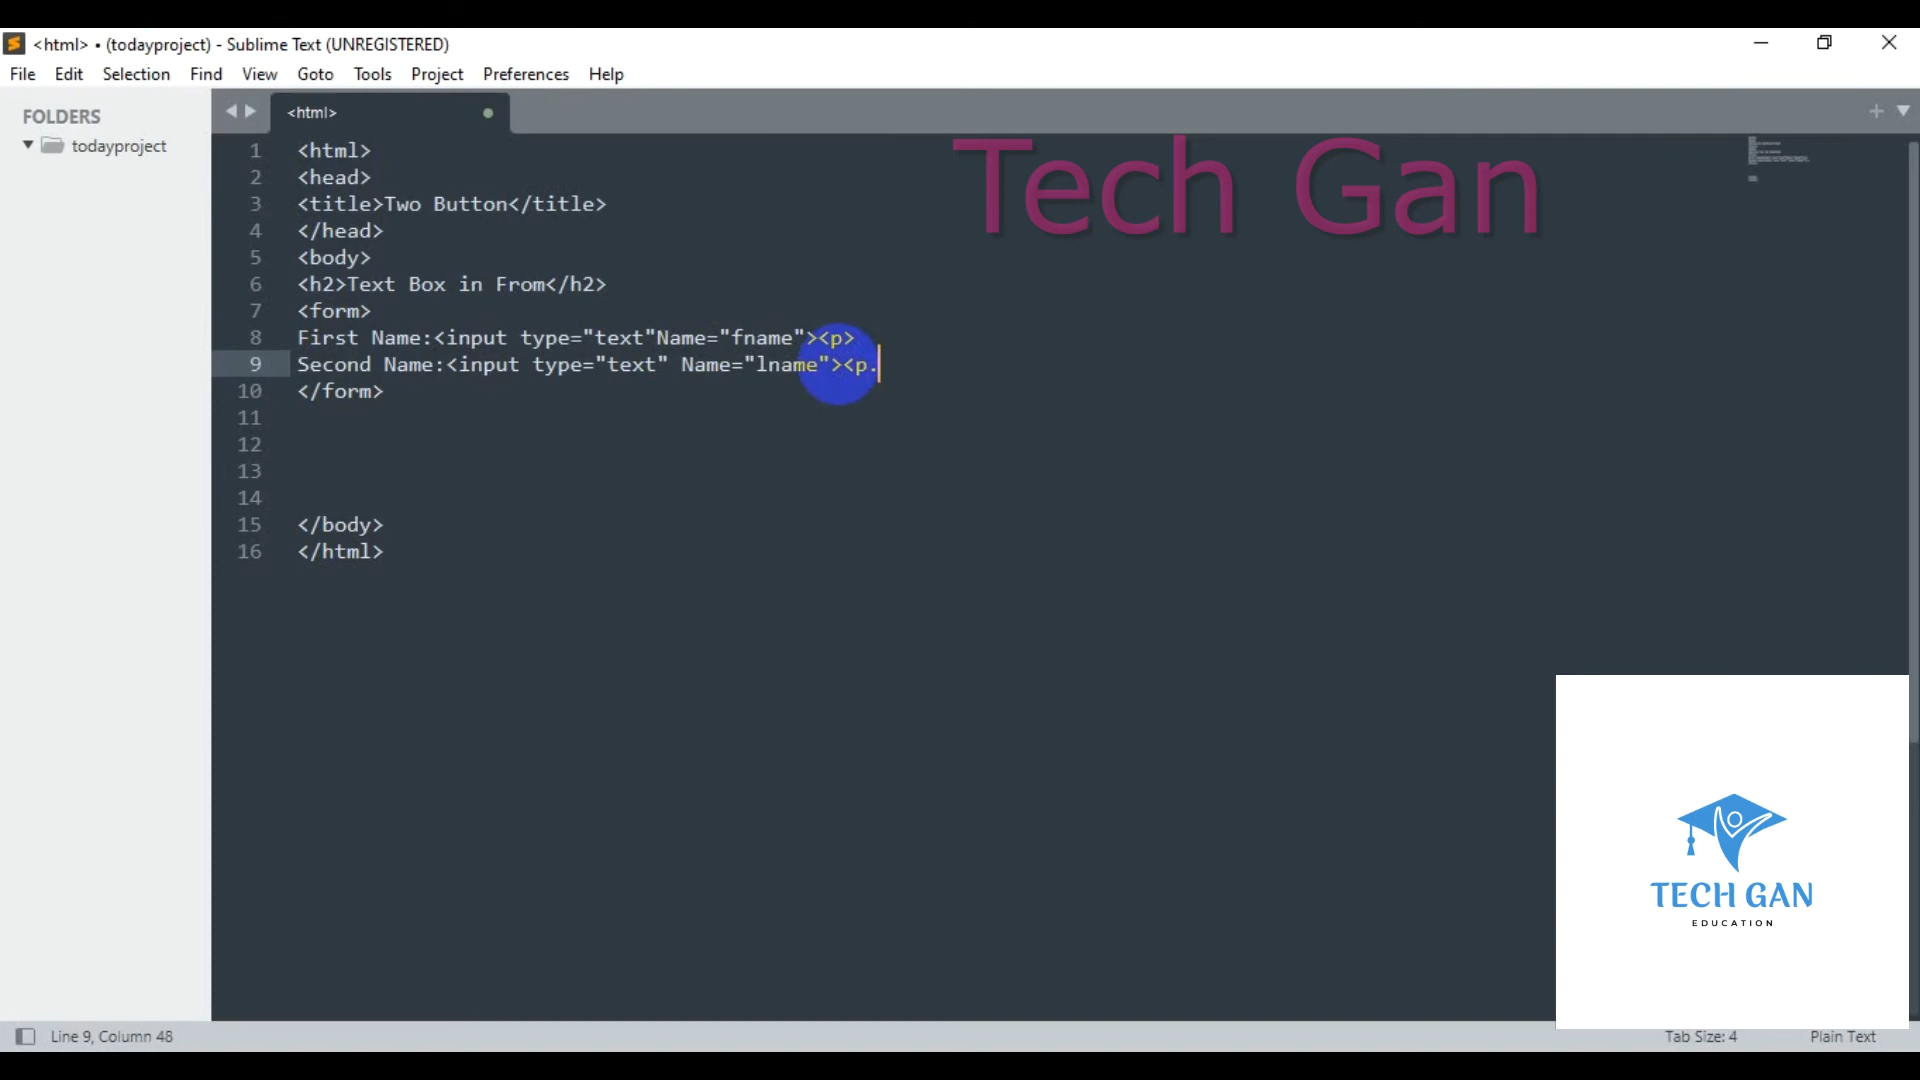 <html> • (todayproject) - Sublime Text (UNREGISTERED)
File Edit Selection Find View Goto Tools Project Preferences Help
FOLDERS
todayproject
<html>
Tech Gan
1 <html>
2 <head>
3 <title>Two Button</title>
4 </head>
5 <body>
6 <h2>Text Box in From</h2>
7 <form>
8 First Name:<input type="text"Name="fname"><p>
9 Second Name:<input type="text" Name="lname"><p.
10 </form>
11
12
13
14
15 </body>
16 </html>
TECH GAN
EDUCATION
Line 9, Column 48
Tab Size: 4
Plain Text